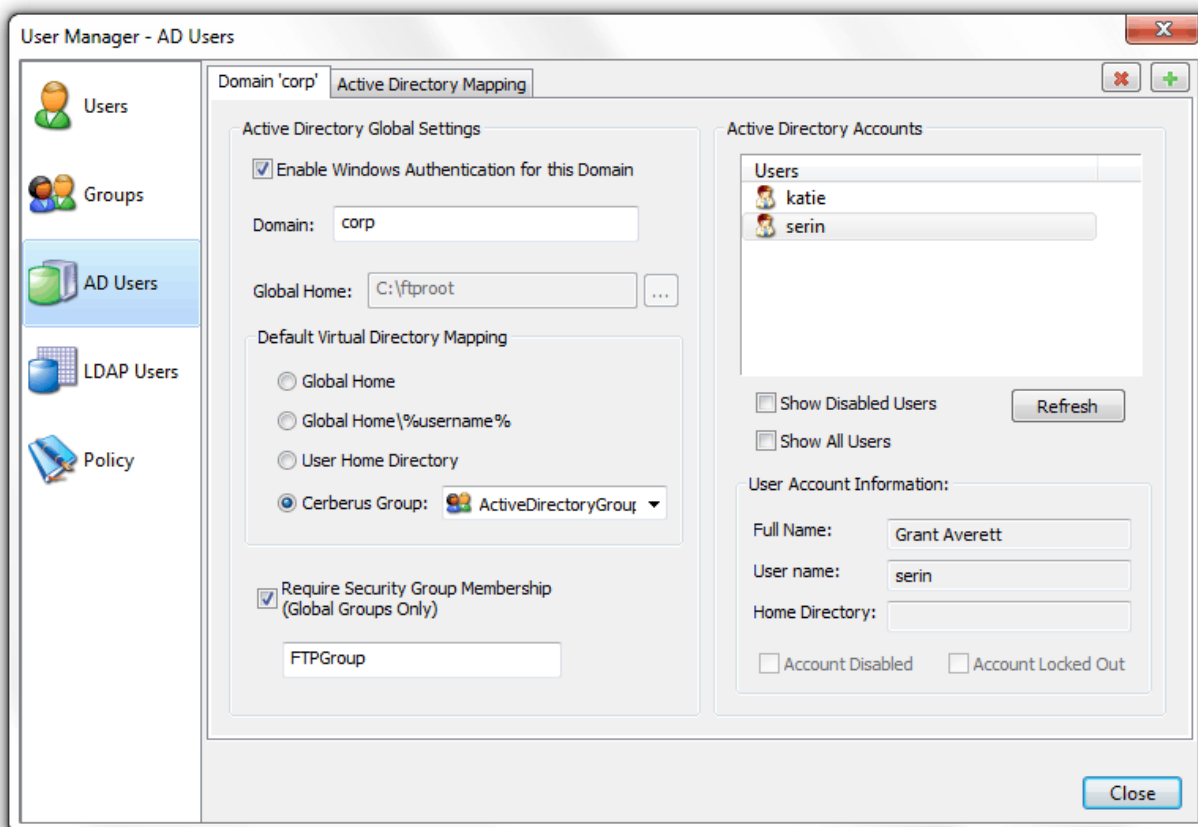 User Manager - AD Users
Users
Groups
AD Users
LDAP Users
Policy
Domain 'corp'
Active Directory Mapping
Active Directory Global Settings
Enable Windows Authentication for this Domain
Domain:
corp
Global Home:
C:\ftproot
...
Default Virtual Directory Mapping
Global Home
Global Home\%username%
User Home Directory
Cerberus Group:
ActiveDirectoryGroup
Require Security Group Membership
(Global Groups Only)
FTPGroup
Active Directory Accounts
Users
katie
serin
Show Disabled Users
Refresh
Show All Users
User Account Information:
Full Name:
Grant Averett
User name:
serin
Home Directory:
Account Disabled
Account Locked Out
Close